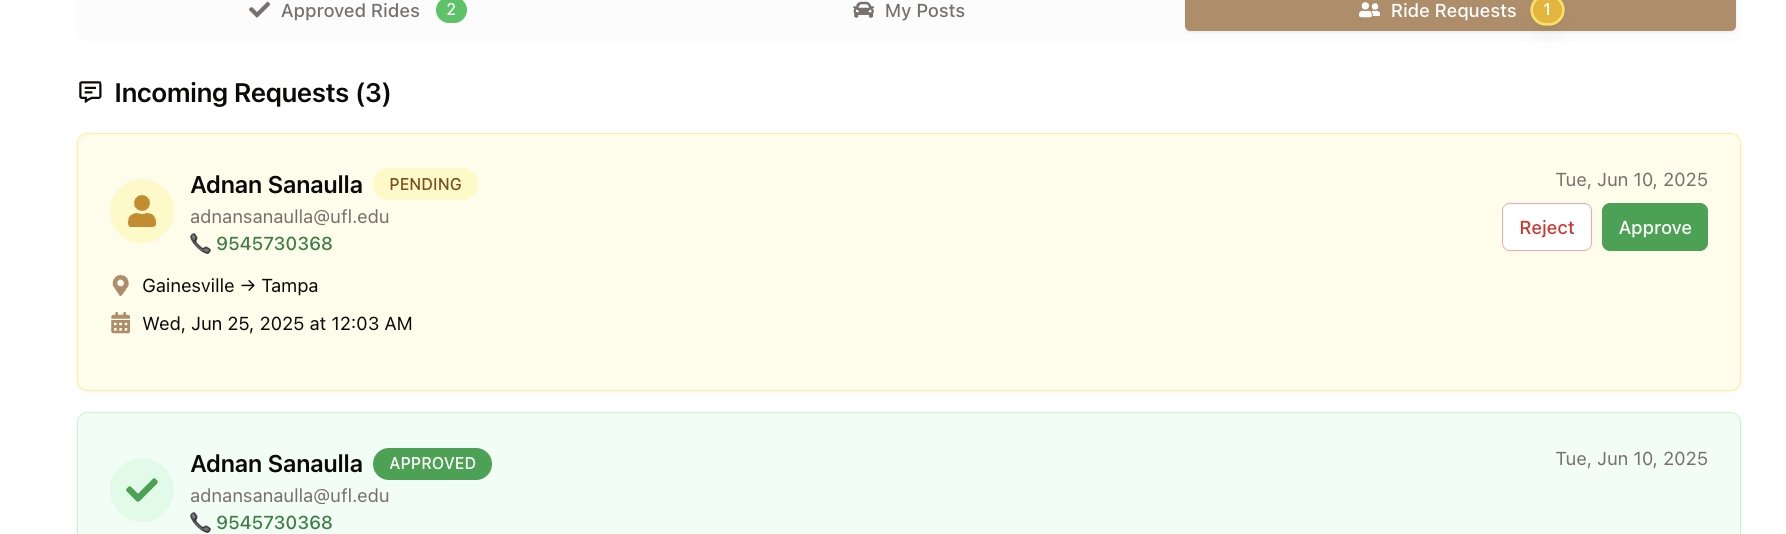 Approved Rides 2
My Posts
Ride Requests 1
Incoming Requests (3)
Adnan Sanaulla PENDING
Tue, Jun 10, 2025
adnansanaulla@ufl.edu
Reject Approve
9545730368
Gainesville → Tampa
Wed, Jun 25, 2025 at 12:03 AM
Adnan Sanaulla APPROVED
Tue, Jun 10, 2025
adnansanaulla@ufl.edu
9545730368